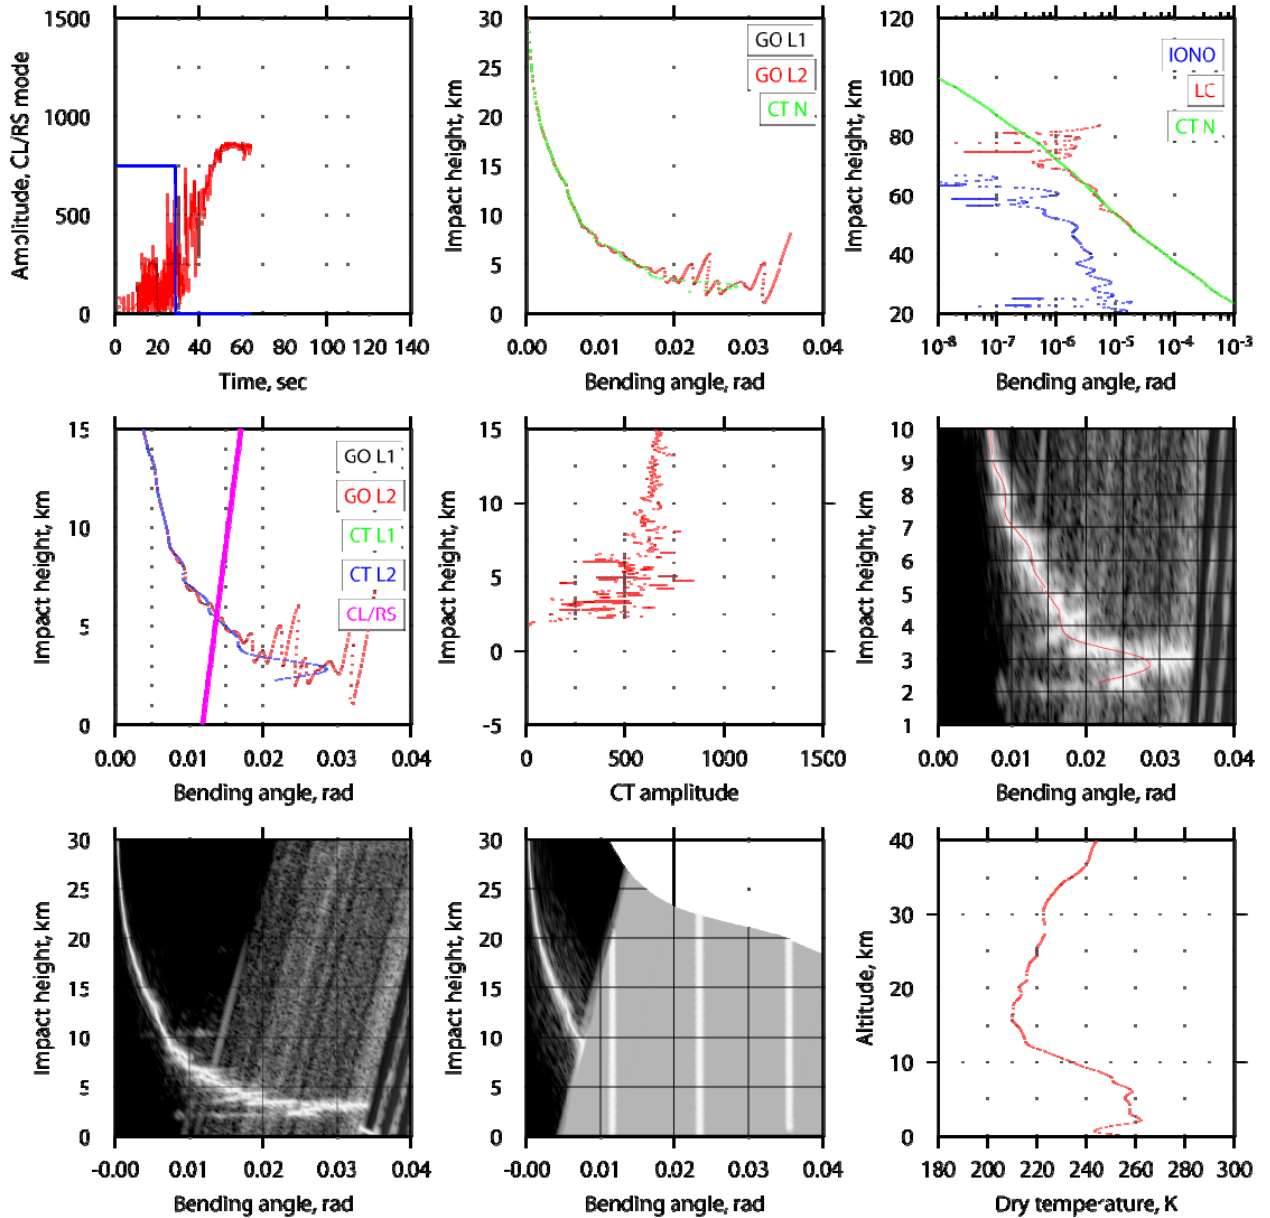 Amplitude, CL/RS mode
1500
1000
500
0
0 20 40 60 80 100 120 140
Time, sec
Impact height, km
30
25
20
15
10
5
0
GO L1
GO L2
CT N
0.00 0.01 0.02 0.03 0.04
Bending angle, rad
Impact height, km
120
100
80
60
40
20
IONO
LC
CT N
10-8 10-7 10-6 10-5 10-4 10-3
Bending angle, rad
Impact height, km
15
10
5
0
GO L1
GO L2
CT L1
CT L2
CL/RS
0.00 0.01 0.02 0.03 0.04
Bending angle, rad
Impact height, km
15
10
5
0
-5
0 500 1000 1500
CT amplitude
Impact height, km
10
9
8
7
6
5
4
3
2
1
0.00 0.01 0.02 0.03 0.04
Bending angle, rad
Impact height, km
30
25
20
15
10
5
0
-0.00 0.01 0.02 0.03 0.04
Bending angle, rad
Impact height, km
30
25
20
15
10
5
0
-0.00 0.01 0.02 0.03 0.04
Bending angle, rad
Altitude, km
40
30
20
10
0
180 200 220 240 260 280 300
Dry temperature, K